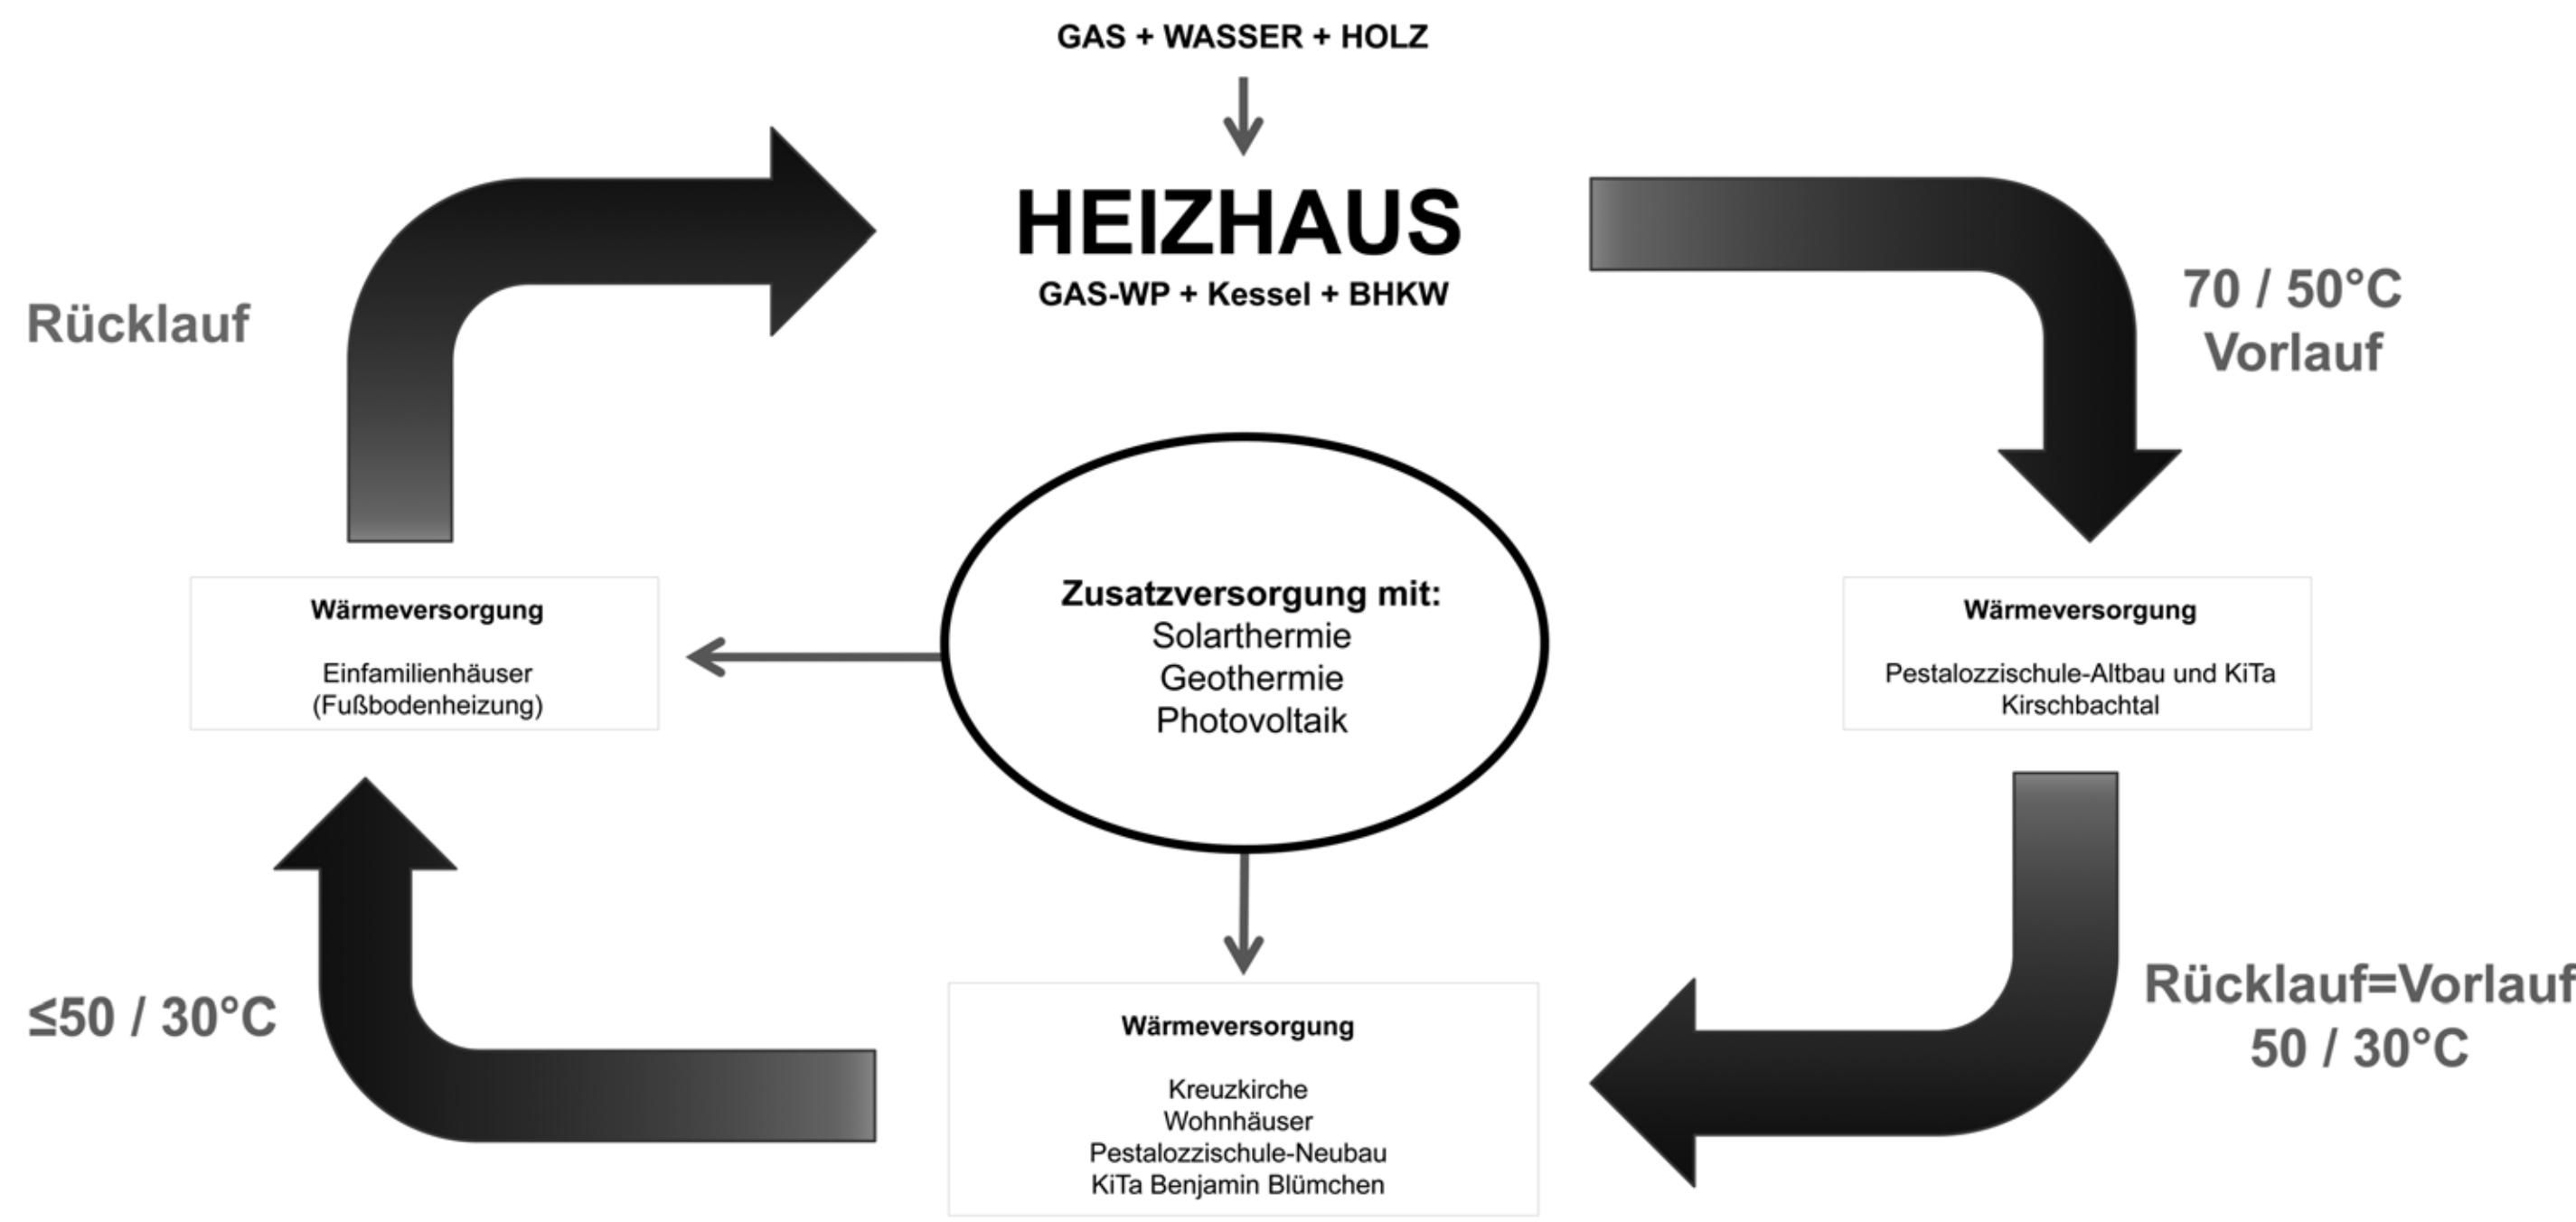 GAS + WASSER + HOLZ
HEIZHAUS
GAS-WP + Kessel + BHKW
70 / 50°C
Vorlauf
Rücklauf
Zusatzversorgung mit:
Solarthermie
Geothermie
Photovoltaik
Wärmeversorgung
Einfamilienhäuser
(Fußbodenheizung)
Wärmeversorgung
Pestalozzischule-Altbau und KiTa
Kirschbachtal
Rücklauf=Vorlauf
50 / 30°C
≤50 / 30°C
Wärmeversorgung
Kreuzkirche
Wohnhäuser
Pestalozzischule-Neubau
KiTa Benjamin Blümchen